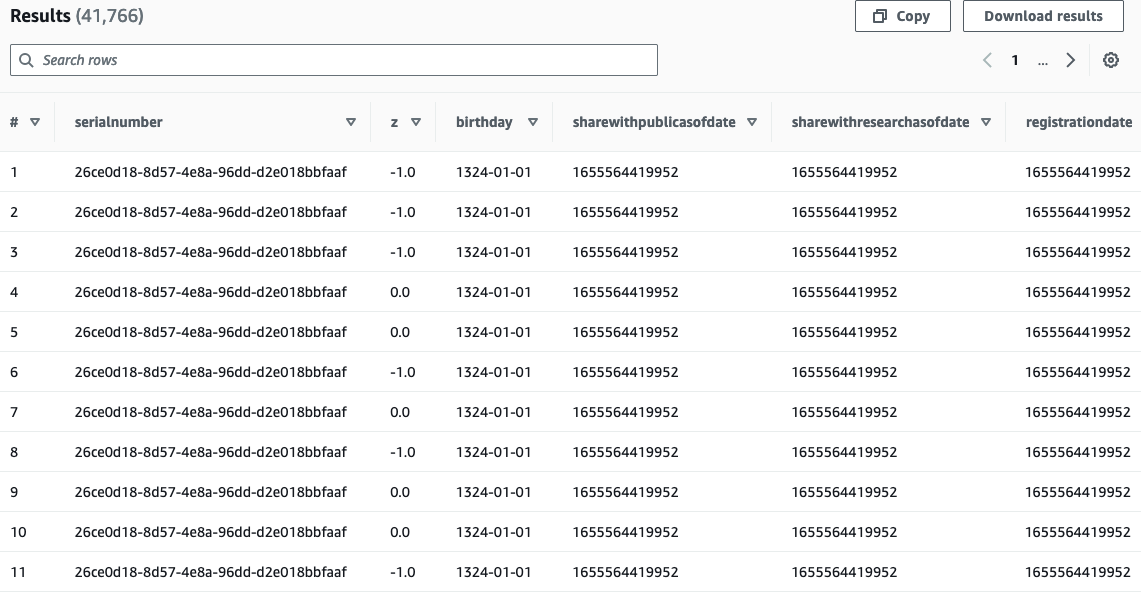 Results (41,766)
Copy
Download results
Search rows
1 ...
# serialnumber z birthday sharewithpublicasofdate sharewithresearchasofdate registrationdate
1 26ce0d18-8d57-4e8a-96dd-d2e018bbfaaf -1.0 1324-01-01 1655564419952 1655564419952 1655564419952
2 26ce0d18-8d57-4e8a-96dd-d2e018bbfaaf -1.0 1324-01-01 1655564419952 1655564419952 1655564419952
3 26ce0d18-8d57-4e8a-96dd-d2e018bbfaaf -1.0 1324-01-01 1655564419952 1655564419952 1655564419952
4 26ce0d18-8d57-4e8a-96dd-d2e018bbfaaf 0.0 1324-01-01 1655564419952 1655564419952 1655564419952
5 26ce0d18-8d57-4e8a-96dd-d2e018bbfaaf 0.0 1324-01-01 1655564419952 1655564419952 1655564419952
6 26ce0d18-8d57-4e8a-96dd-d2e018bbfaaf -1.0 1324-01-01 1655564419952 1655564419952 1655564419952
7 26ce0d18-8d57-4e8a-96dd-d2e018bbfaaf 0.0 1324-01-01 1655564419952 1655564419952 1655564419952
8 26ce0d18-8d57-4e8a-96dd-d2e018bbfaaf -1.0 1324-01-01 1655564419952 1655564419952 1655564419952
9 26ce0d18-8d57-4e8a-96dd-d2e018bbfaaf 0.0 1324-01-01 1655564419952 1655564419952 1655564419952
10 26ce0d18-8d57-4e8a-96dd-d2e018bbfaaf 0.0 1324-01-01 1655564419952 1655564419952 1655564419952
11 26ce0d18-8d57-4e8a-96dd-d2e018bbfaaf -1.0 1324-01-01 1655564419952 1655564419952 1655564419952